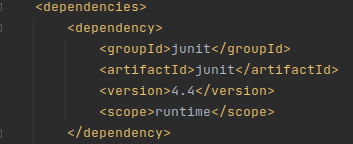 <dependencies>
<dependency>
<groupId>junit</groupId>
<artifactId>junit</artifactId>
<version>4.4</version>
<scope>runtime</scope>
</dependency>